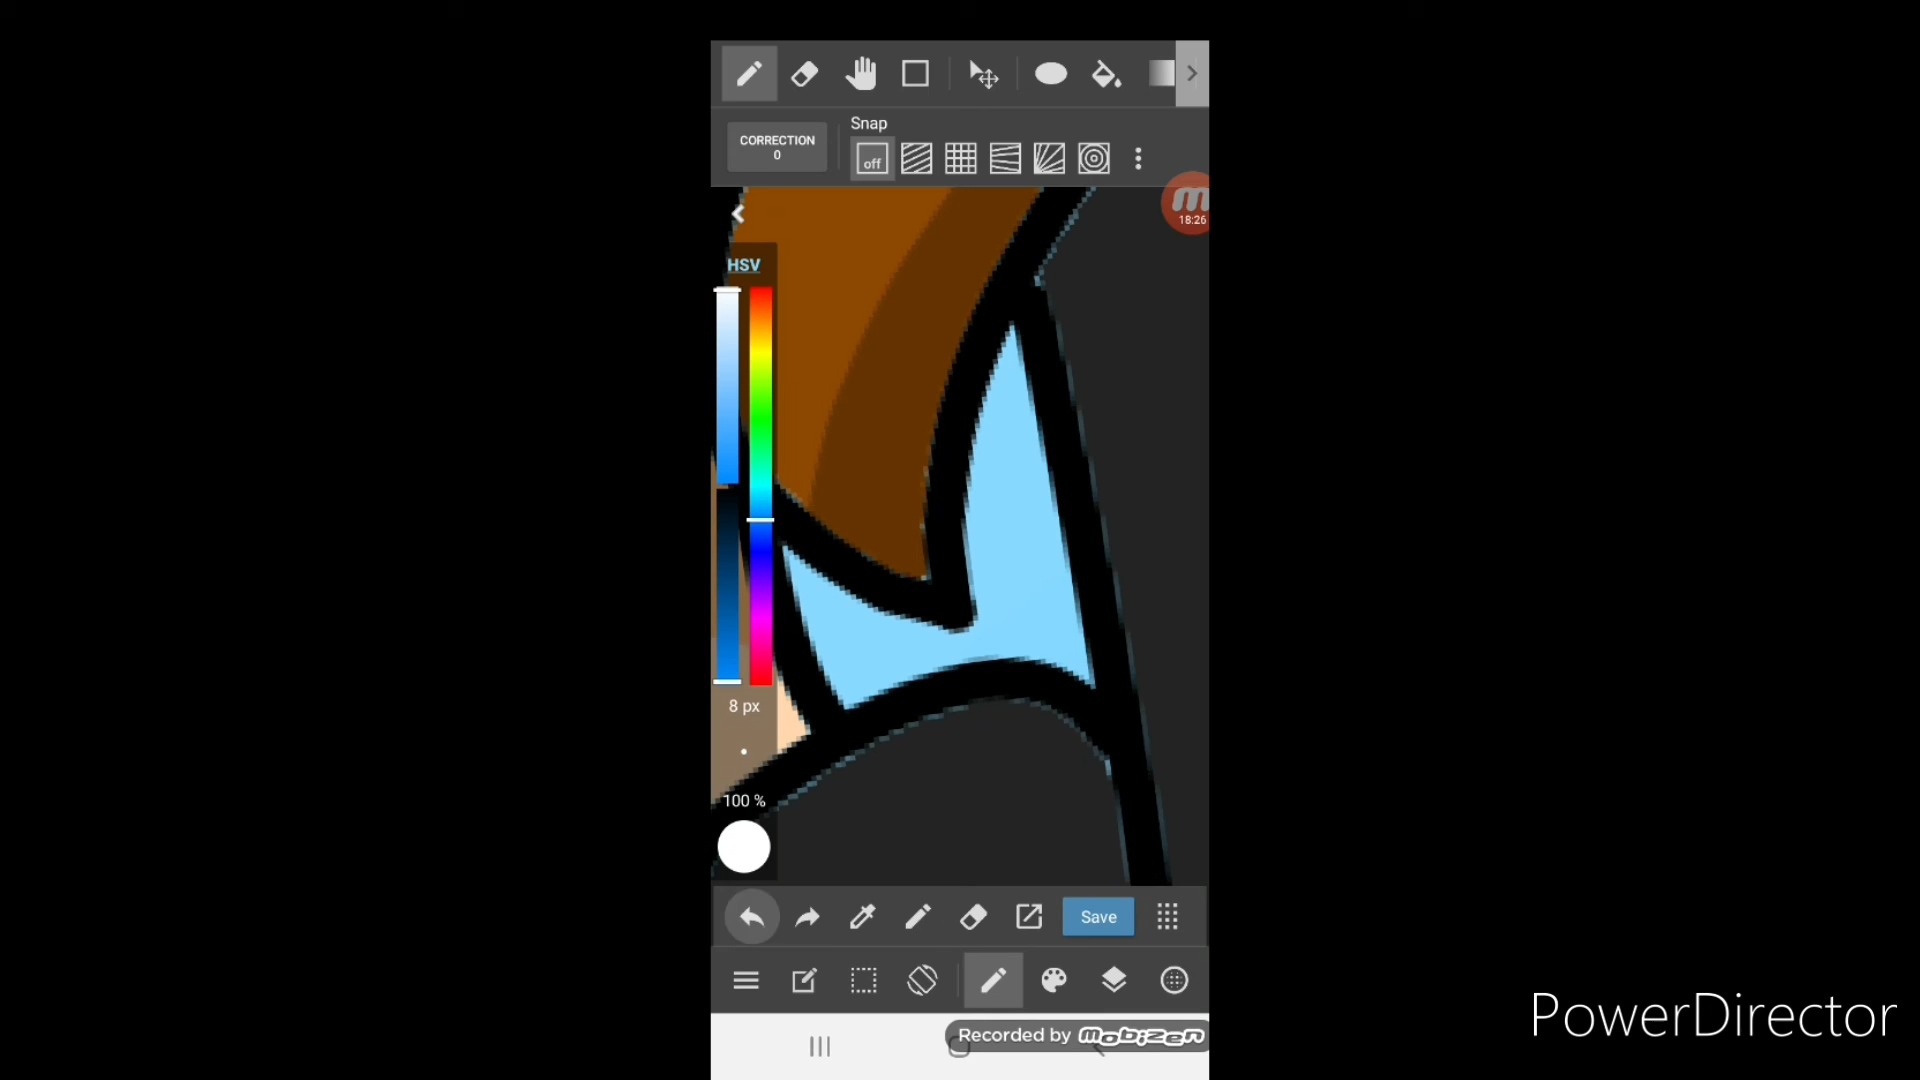 CORRECTION
0
Snap
off
18:26
HSV
8 px
100 %
Save
Recorded by mobizen
PowerDirector